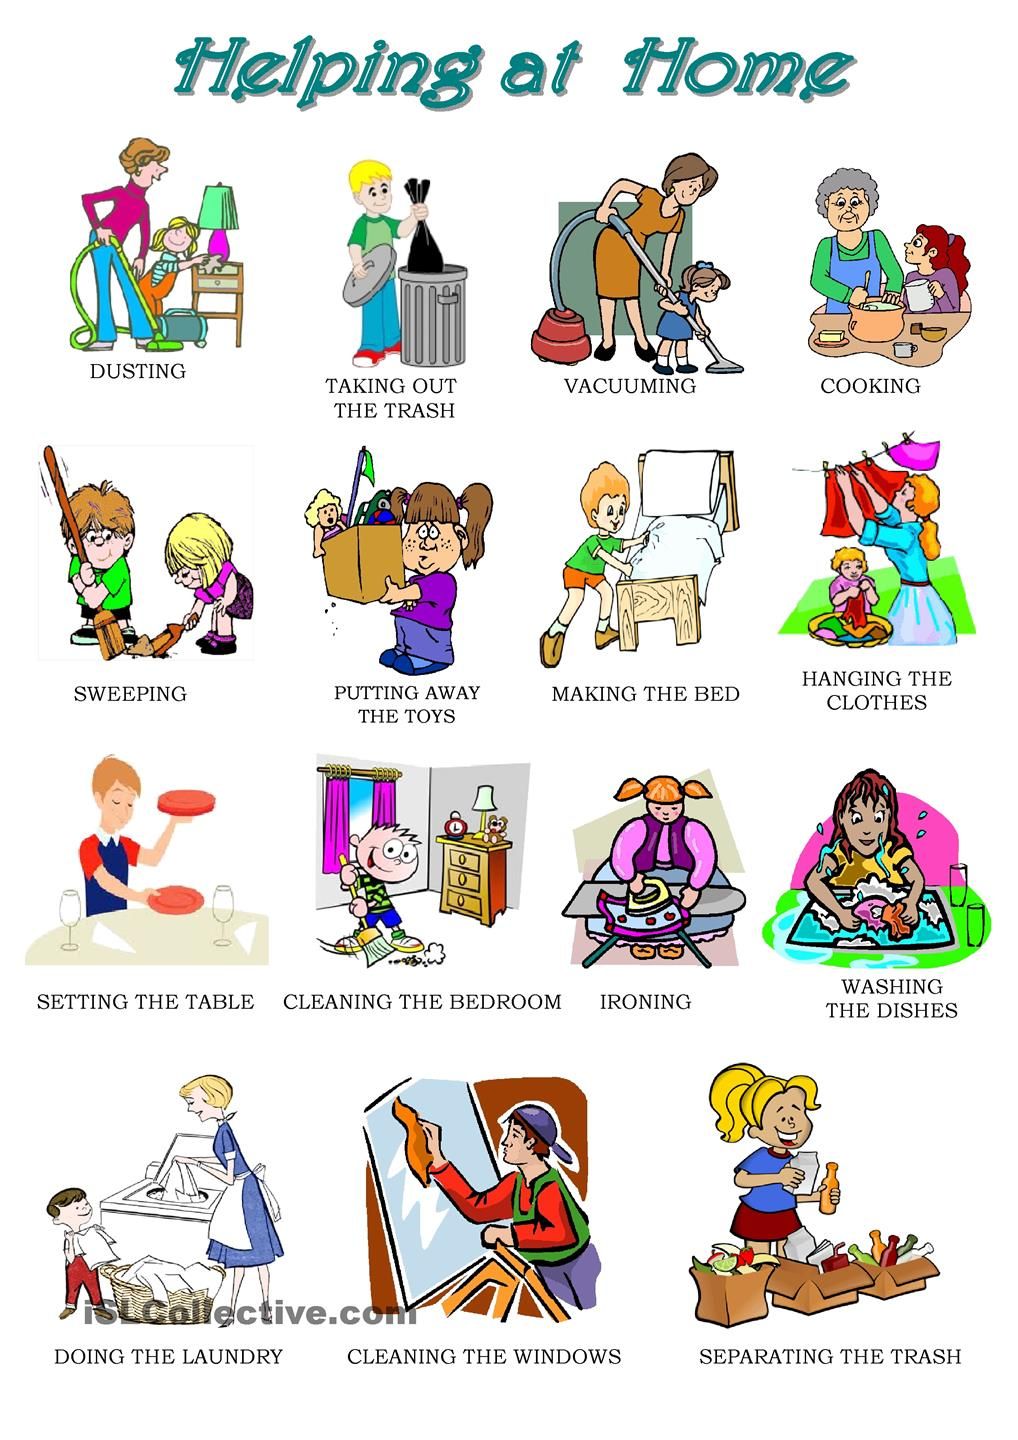 Helping at Home
DUSTING
TAKING OUT
THE TRASH
VACUUMING
COOKING
SWEEPING
PUTTING AWAY
THE TOYS
MAKING THE BED
HANGING THE
CLOTHES
SETTING THE TABLE
CLEANING THE BEDROOM
IRONING
WASHING
THE DISHES
iSLCollective.com
DOING THE LAUNDRY
CLEANING THE WINDOWS
SEPARATING THE TRASH